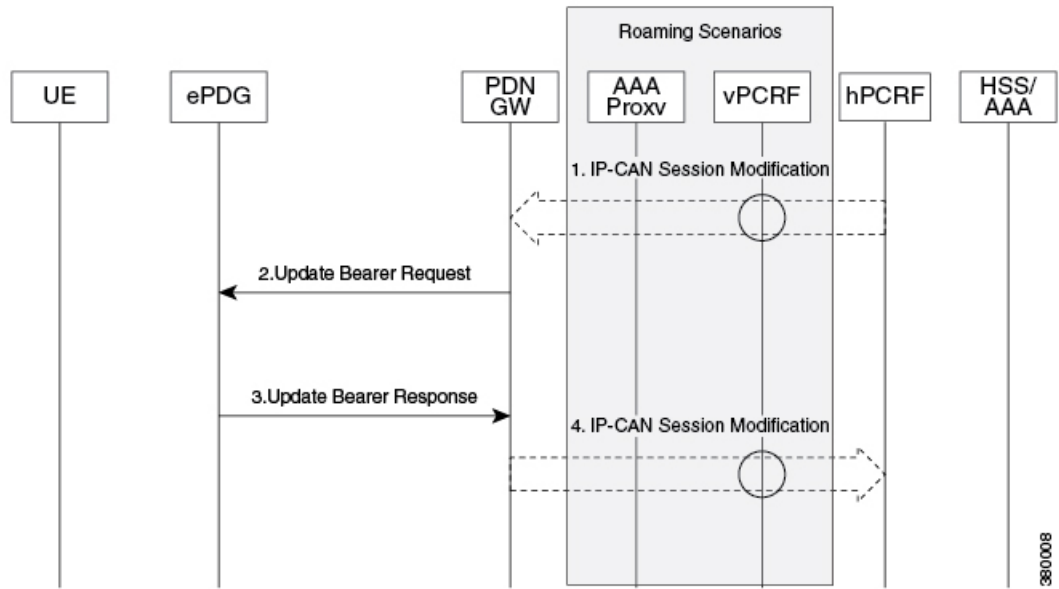 Roaming Scenarios
UE
ePDG
PDN
GW
AAA
Proxv
vPCRF
hPCRF
HSS/
AAA
1. IP-CAN Session Modification
2.Update Bearer Request
3.Update Bearer Response
4. IP-CAN Session Modification
380008